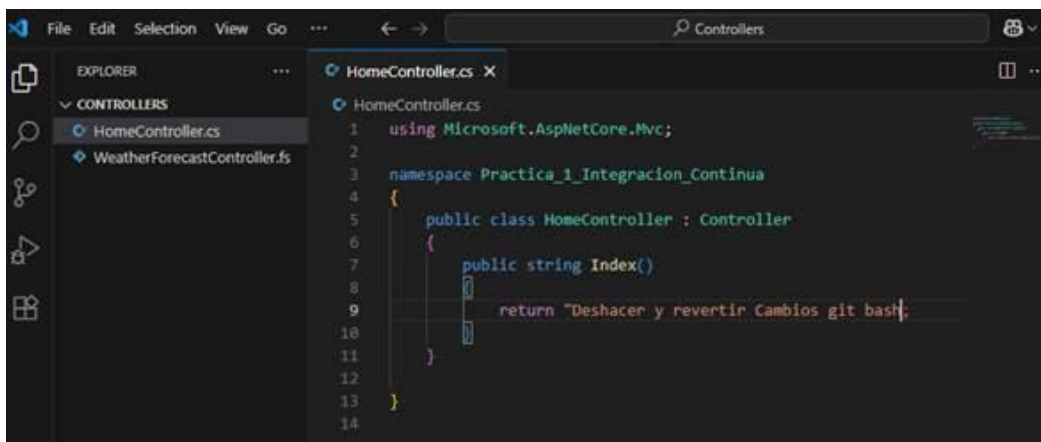 File Edit Selection View Go ··· Controllers
EXPLORER ··· HomeController.cs
CONTROLLERS
HomeController.cs
WeatherForecastController.fs
HomeController.cs
1 using Microsoft.AspNetCore.Mvc;
2
3 namespace Practica_1_Integracion_Continua
4 {
5 public class HomeController : Controller
6 {
7 public string Index()
8 {
9 return "Deshacer y revertir Cambios git bash;
10 }
11 }
12
13 }
14